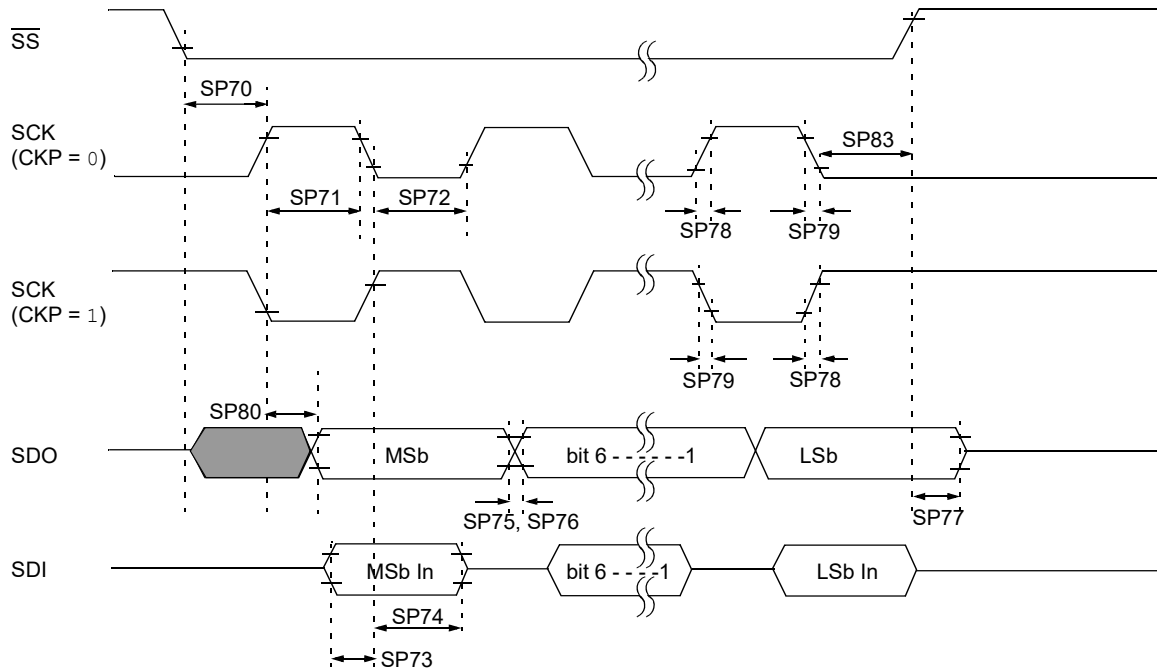 SS
SP70
SCK
(CKP = 0)
SP83
SP71
SP72
SP78
SP79
SCK
(CKP = 1)
SP79
SP78
SP80
SDO
MSb
bit 6 - - - - - -1
LSb
SP75, SP76
SP77
SDI
MSb In
bit 6 - - - - -1
LSb In
SP74
SP73